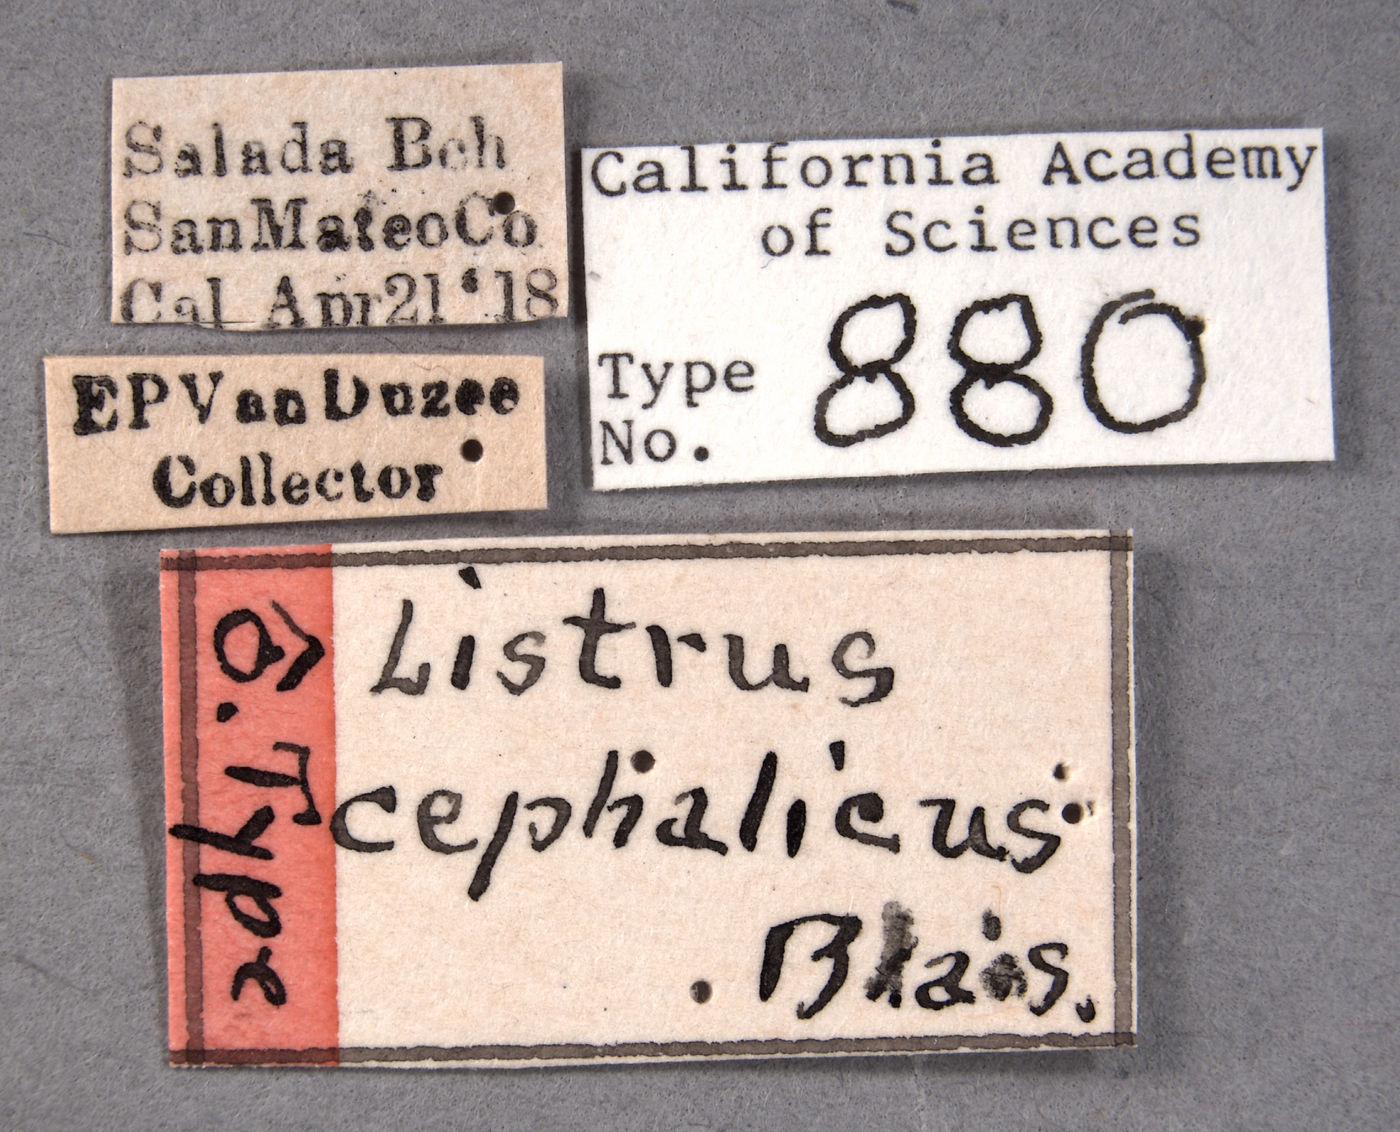 Salada Bch
SanMateoCo
Cal Apr21'18
EPVanDuzee
Collector
California Academy
of Sciences
Type
No. 880
♂. Type
Listrus
cephalicus
Blais.